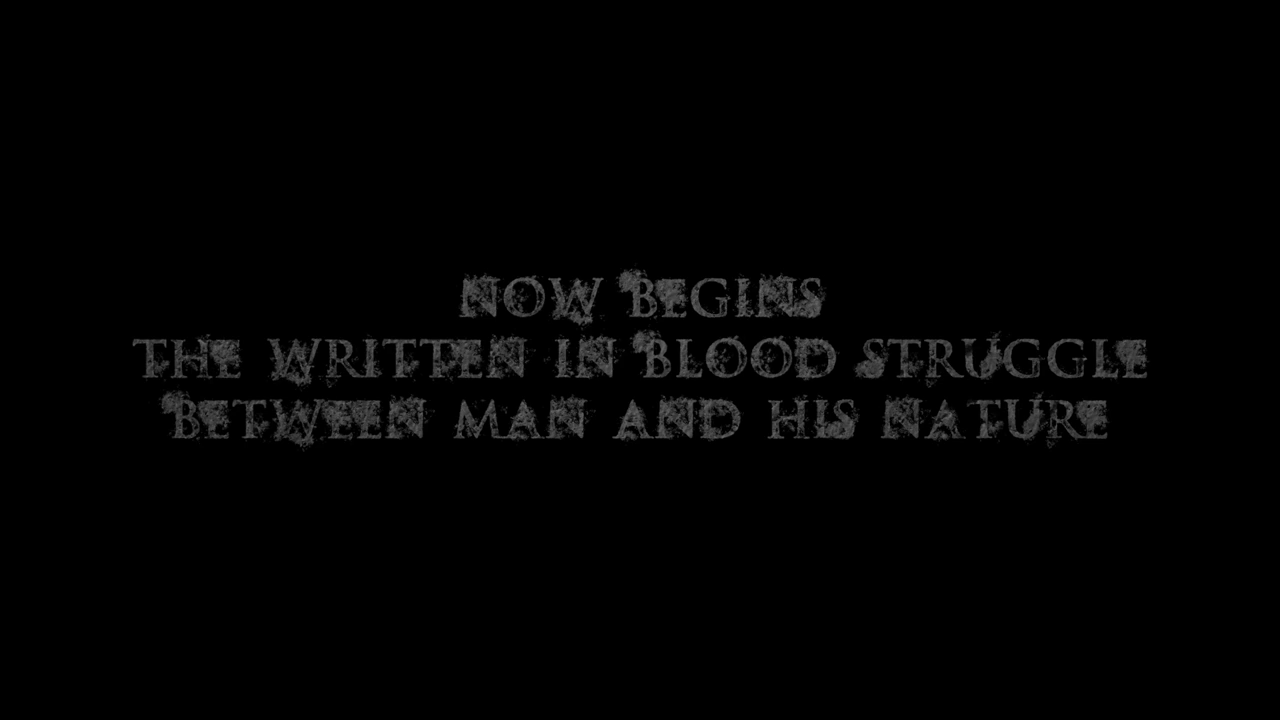 NOW BEGINS
THE WRITTEN IN BLOOD STRUGGLE
BETWEEN MAN AND HIS NATURE